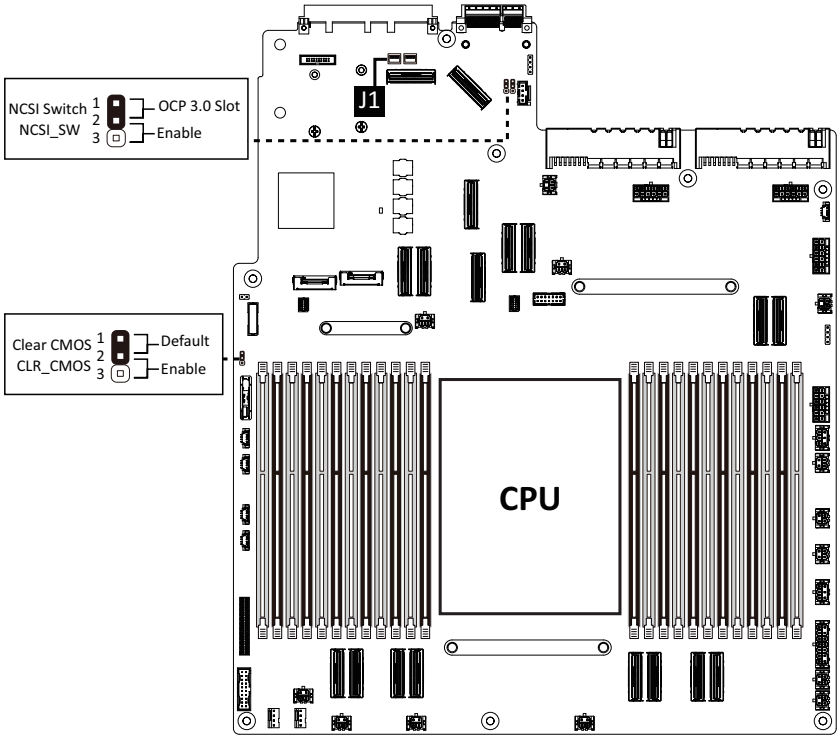 J1
NCSI Switch 1 OCP 3.0 Slot
NCSI_SW 2 Enable
3
Clear CMOS 1 Default
CLR_CMOS 2 Enable
3
CPU